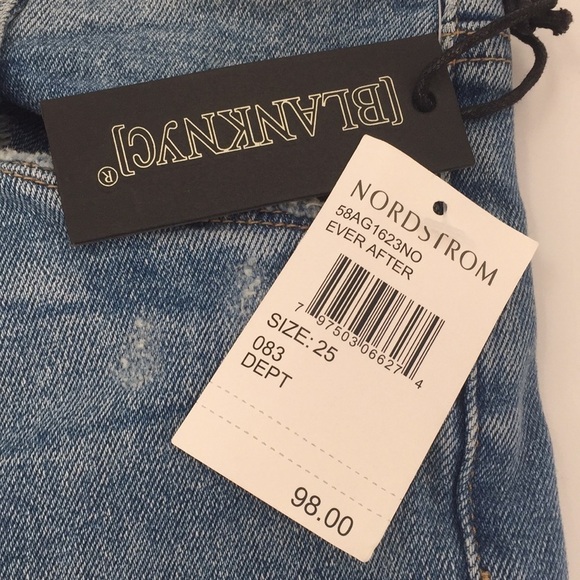 [BLANKNYC]®
NORDSTROM
58AG1623NO
EVER AFTER
7 97503 06627 4
SIZE: 25
083
DEPT
98.00